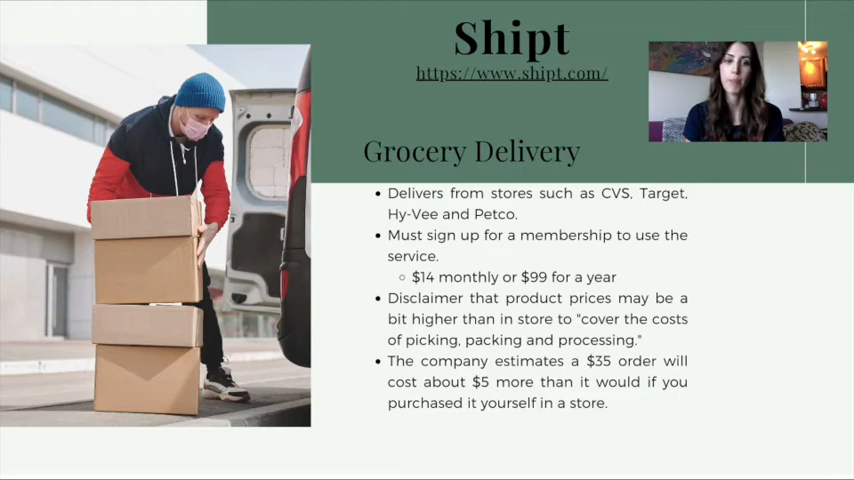 Shipt
https://www.shipt.com/
Grocery Delivery
• Delivers from stores such as CVS, Target,
Hy-Vee and Petco.
• Must sign up for a membership to use the
service.
○ $14 monthly or $99 for a year
• Disclaimer that product prices may be a
bit higher than in store to "cover the costs
of picking, packing and processing."
• The company estimates a $35 order will
cost about $5 more than it would if you
purchased it yourself in a store.